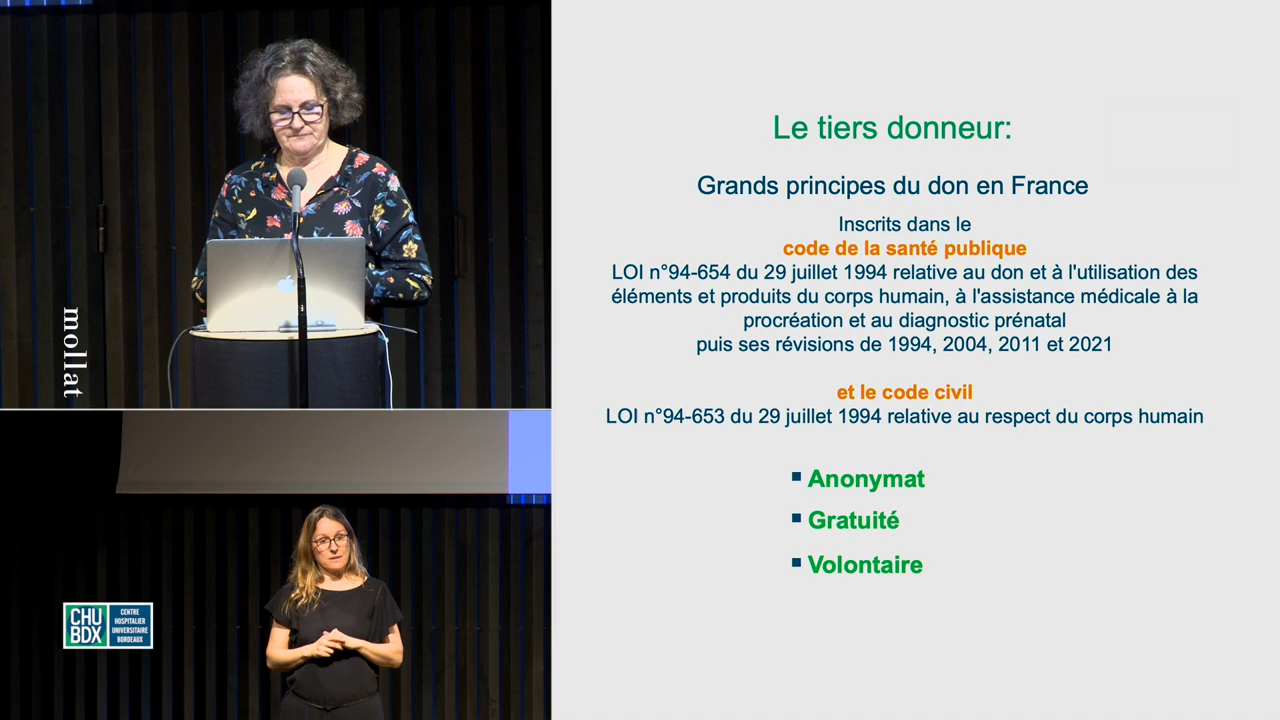 mollat
CHU
BDX
CENTRE
HOSPITALIER
UNIVERSITAIRE
BORDEAUX
Le tiers donneur:
Grands principes du don en France
Inscrits dans le
code de la santé publique
LOI n°94-654 du 29 juillet 1994 relative au don et à l'utilisation des
éléments et produits du corps humain, à l'assistance médicale à la
procréation et au diagnostic prénatal
puis ses révisions de 1994, 2004, 2011 et 2021
et le code civil
LOI n°94-653 du 29 juillet 1994 relative au respect du corps humain
▪ Anonymat
▪ Gratuité
▪ Volontaire